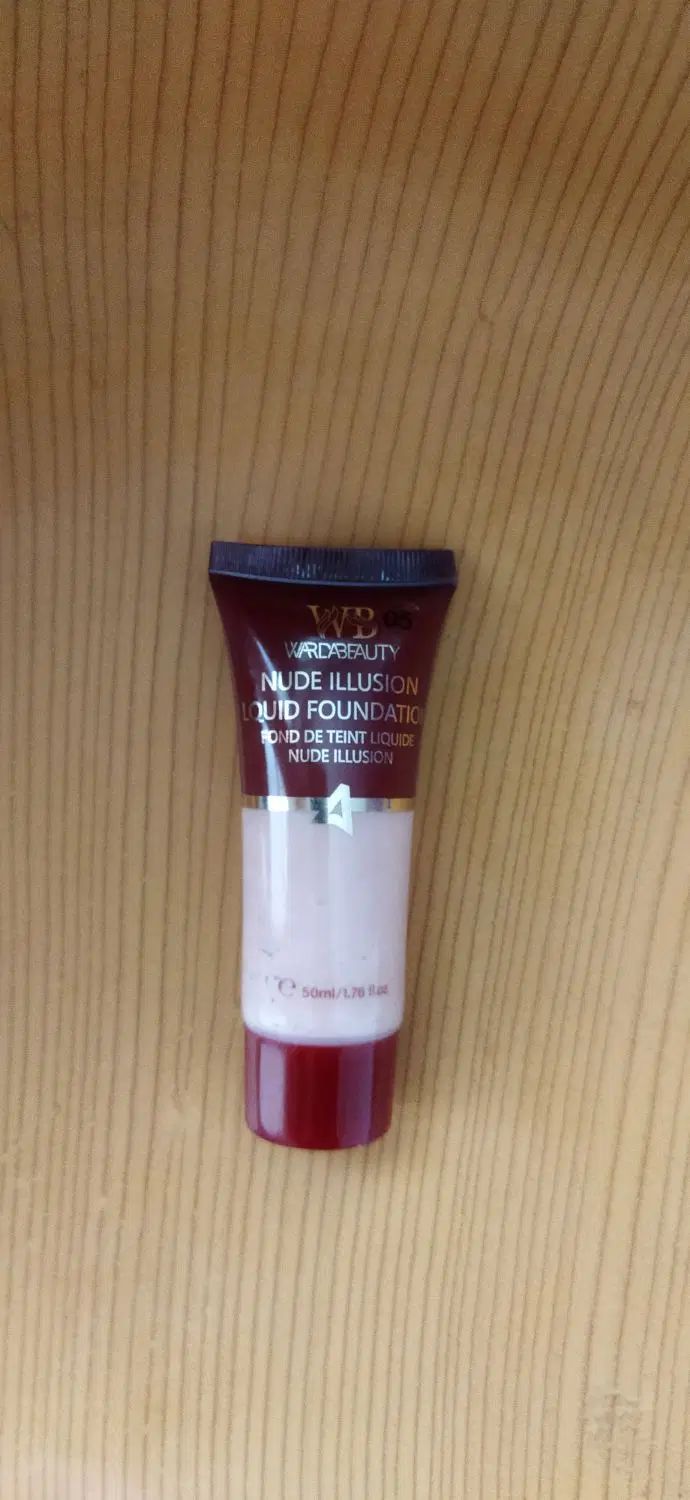 WB 05
WARDABEAUTY
NUDE ILLUSION
LIQUID FOUNDATION
FOND DE TEINT LIQUIDE
NUDE ILLUSION
e 50ml/1.76 fl.oz